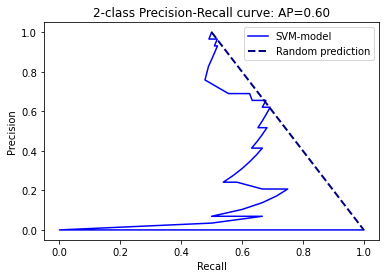 2-class Precision-Recall curve: AP=0.60
SVM-model
Random prediction
Precision
1.0
0.8
0.6
0.4
0.2
0.0
0.0 0.2 0.4 0.6 0.8 1.0
Recall